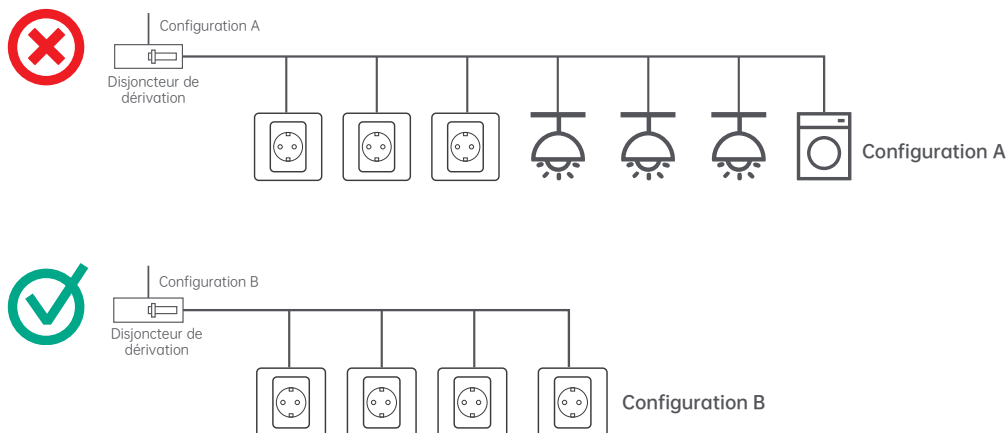 Configuration A
Disjoncteur de
dérivation
Configuration A
Configuration B
Disjoncteur de
dérivation
Configuration B